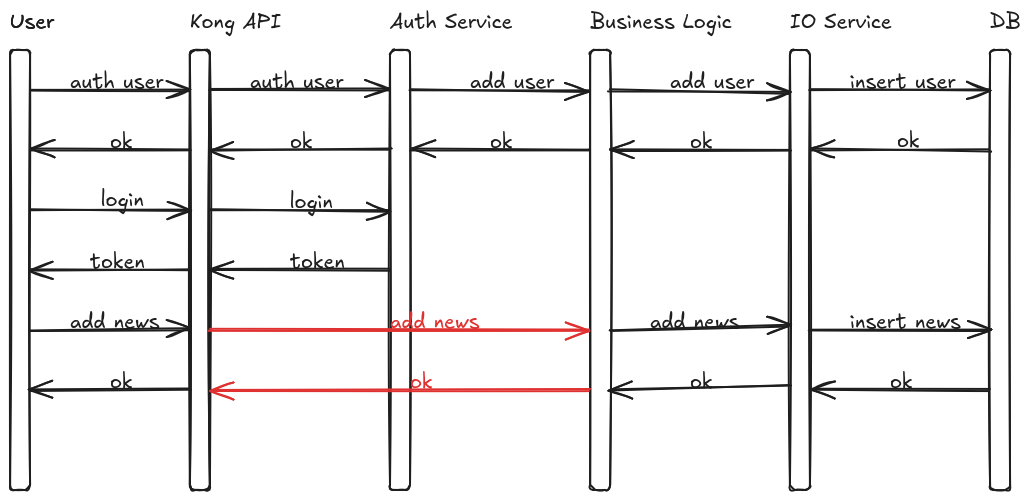 User Kong API Auth Service Business Logic IO Service DB
auth user auth user add user add user insert user
ok ok ok ok ok
login login
token token
add news add news add news insert news
ok ok ok ok